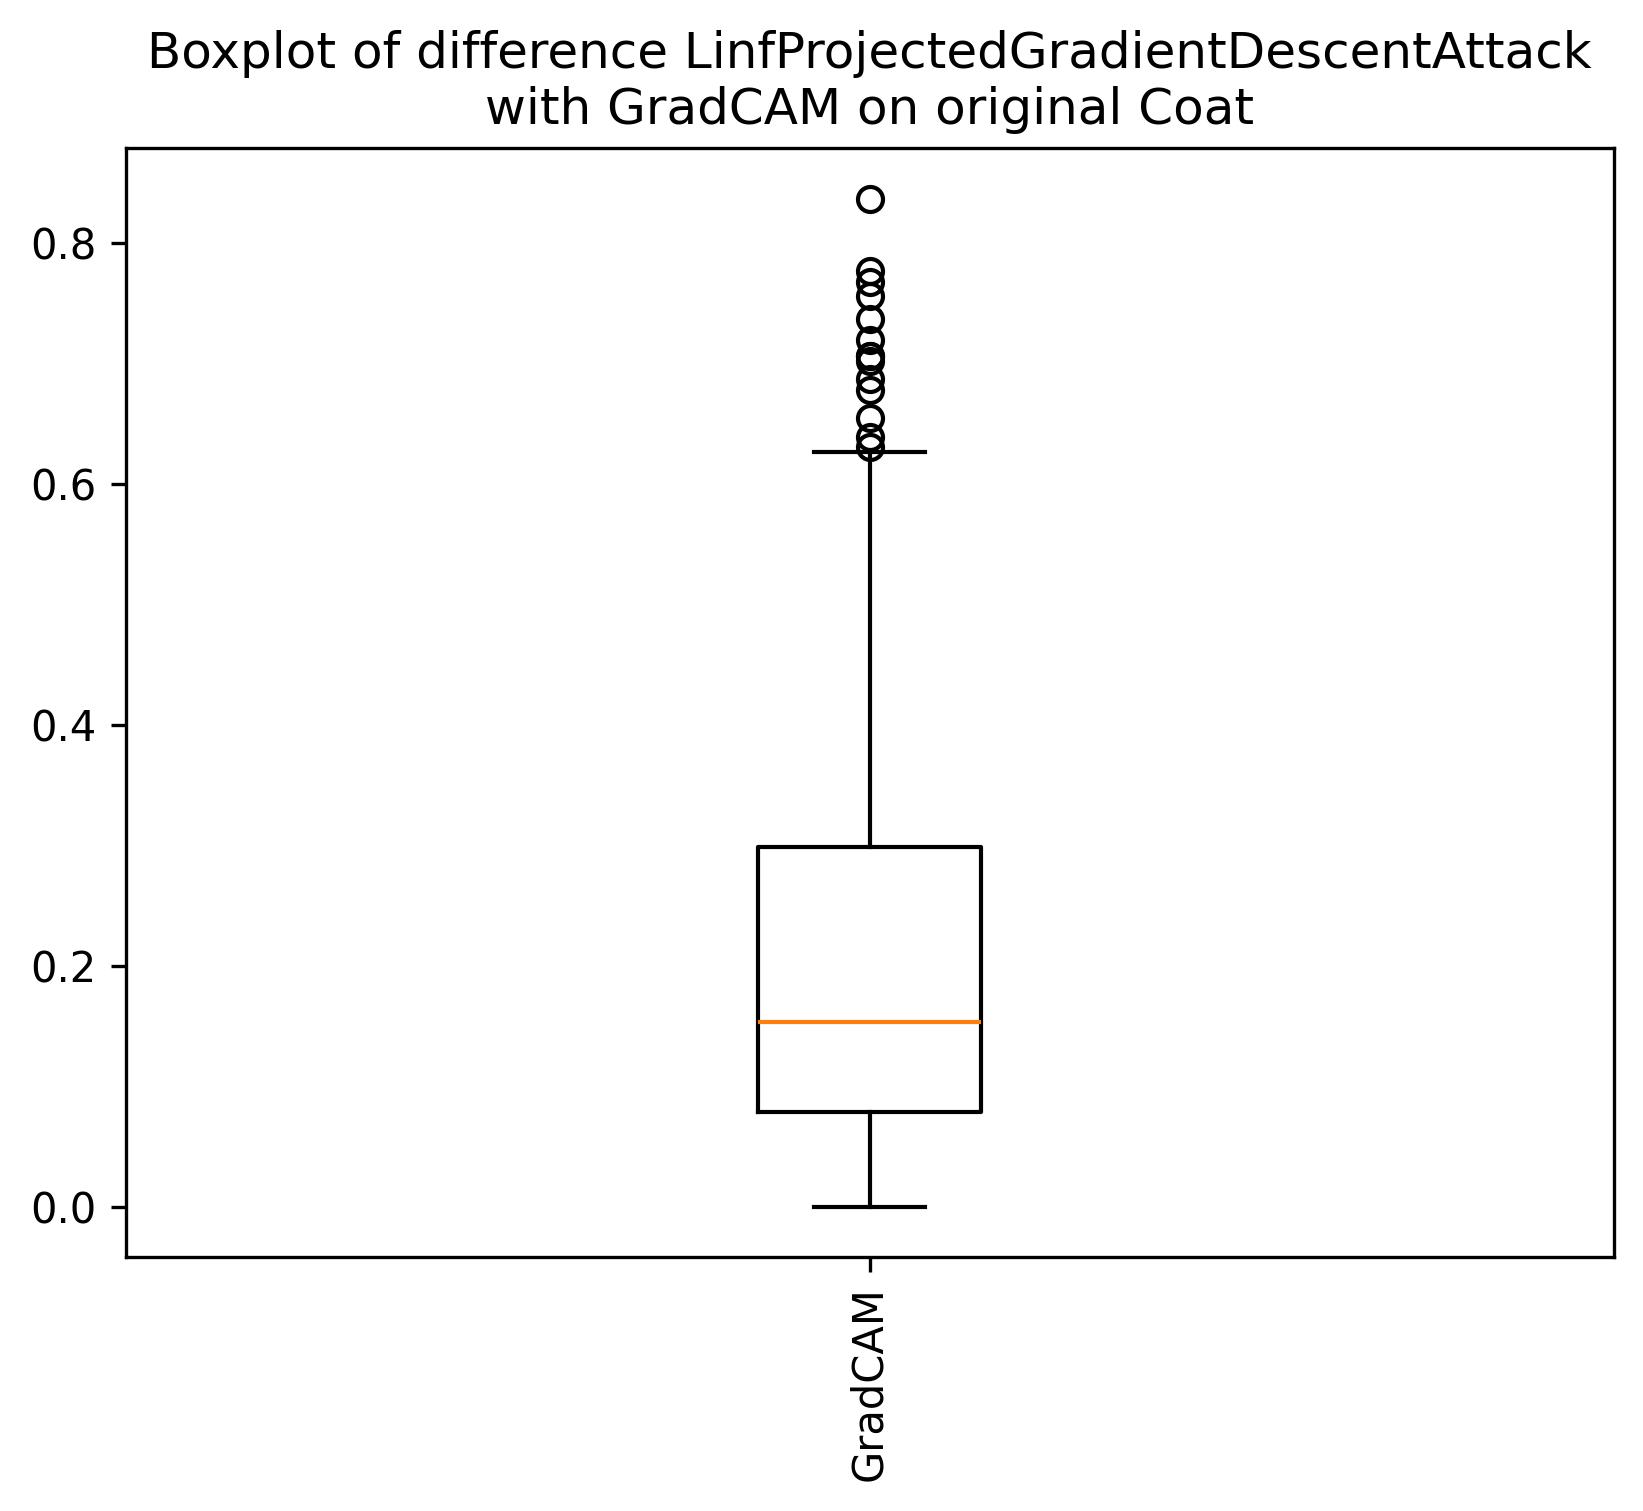 Boxplot of difference LinfProjectedGradientDescentAttack
with GradCAM on original Coat
0.8
0.6
0.4
0.2
0.0
GradCAM